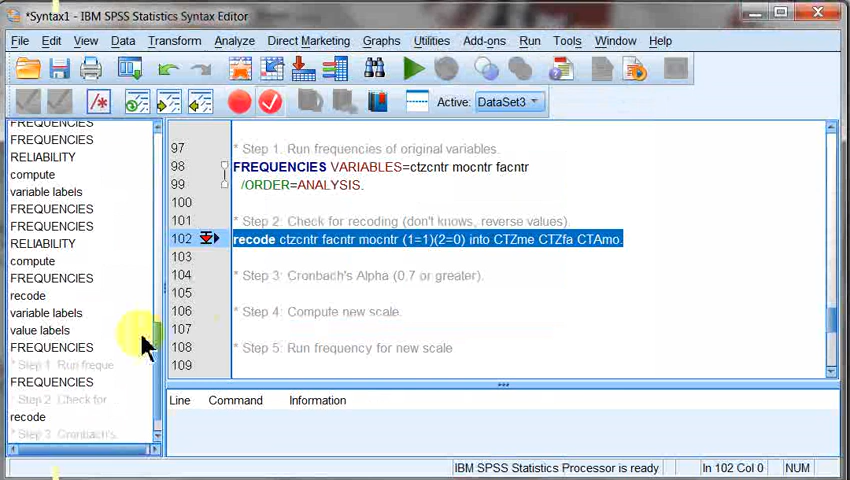 *Syntax1 - IBM SPSS Statistics Syntax Editor
File Edit View Data Transform Analyze Direct Marketing Graphs Utilities Add-ons Run Tools Window Help
Active: DataSet3
FREQUENCIES
FREQUENCIES
RELIABILITY
compute
variable labels
FREQUENCIES
FREQUENCIES
RELIABILITY
compute
FREQUENCIES
recode
variable labels
value labels
FREQUENCIES
* Step 1. Run freque
FREQUENCIES
* Step 2: Check for ...
recode
* Step 3: Cronbach's
97 * Step 1. Run frequencies of original variables.
98 FREQUENCIES VARIABLES=ctzcntr mocntr facntr
99 /ORDER=ANALYSIS.
100
101 * Step 2: Check for recoding (don't knows, reverse values)
102 recode ctzcntr facntr mocntr (1=1)(2=0) into CTZme CTZfa CTAmo.
103
104 * Step 3: Cronbach's Alpha (0.7 or greater).
105
106 * Step 4: Compute new scale.
107
108 * Step 5: Run frequency for new scale
109
Line Command Information
IBM SPSS Statistics Processor is ready In 102 Col 0 NUM